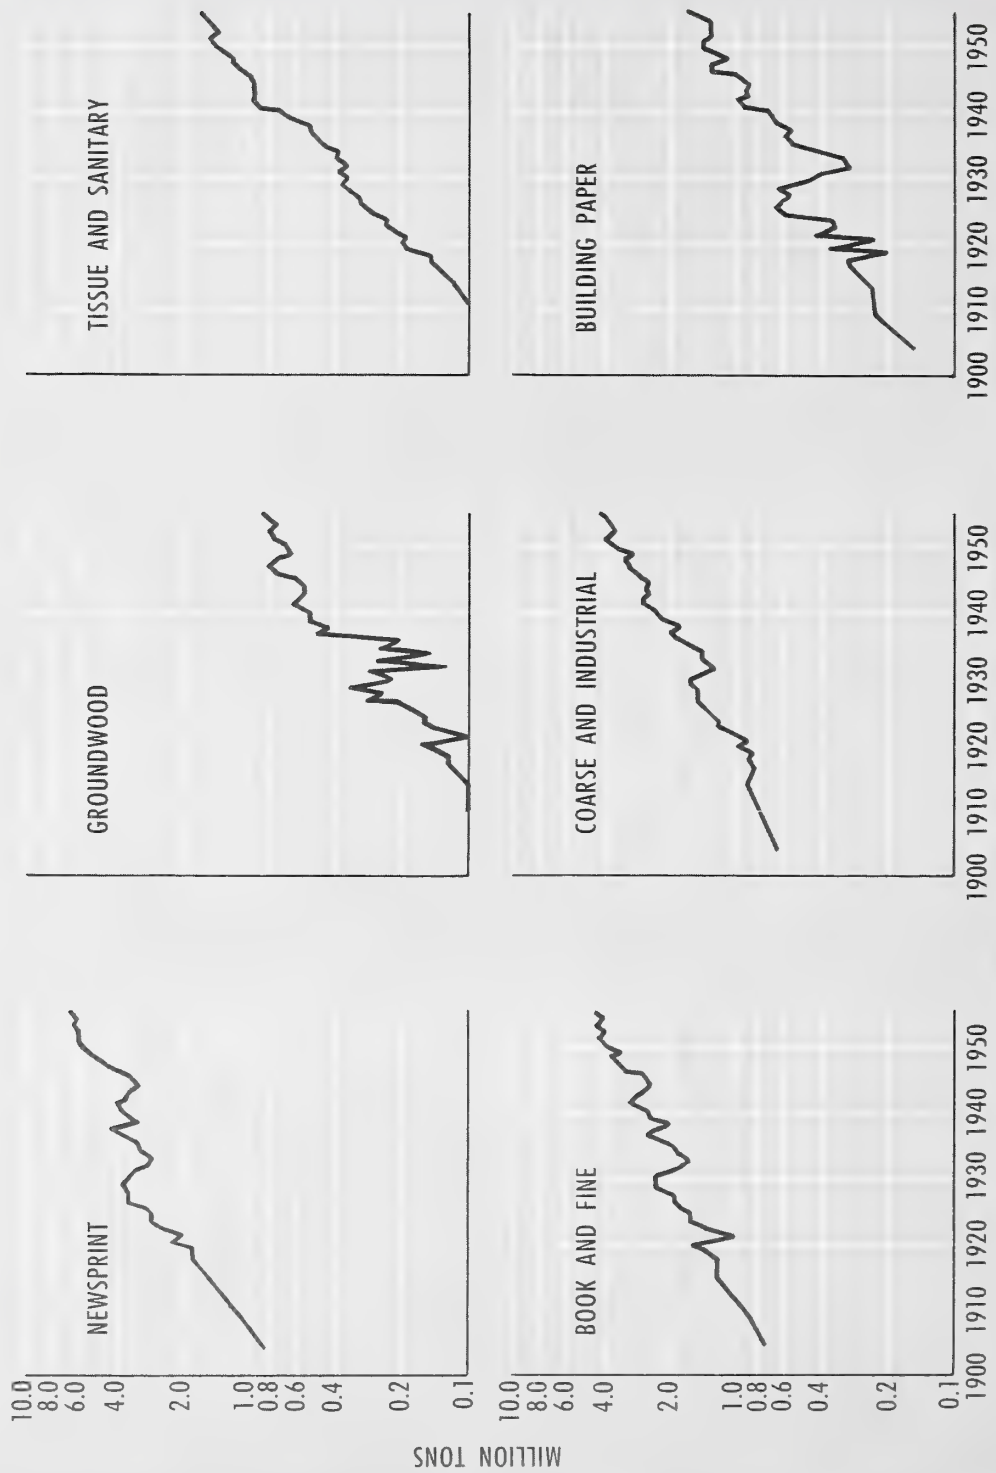 MILLION TONS
NEWSPRINT
10.0
8.0
6.0
4.0
2.0
1.0
0.8
0.6
0.4
0.2
0.1
GROUNDWOOD
TISSUE AND SANITARY
BOOK AND FINE
10.0
8.0
6.0
4.0
2.0
1.0
0.8
0.6
0.4
0.2
0.1
1900 1910 1920 1930 1940 1950
COARSE AND INDUSTRIAL
1900 1910 1920 1930 1940 1950
BUILDING PAPER
1900 1910 1920 1930 1940 1950